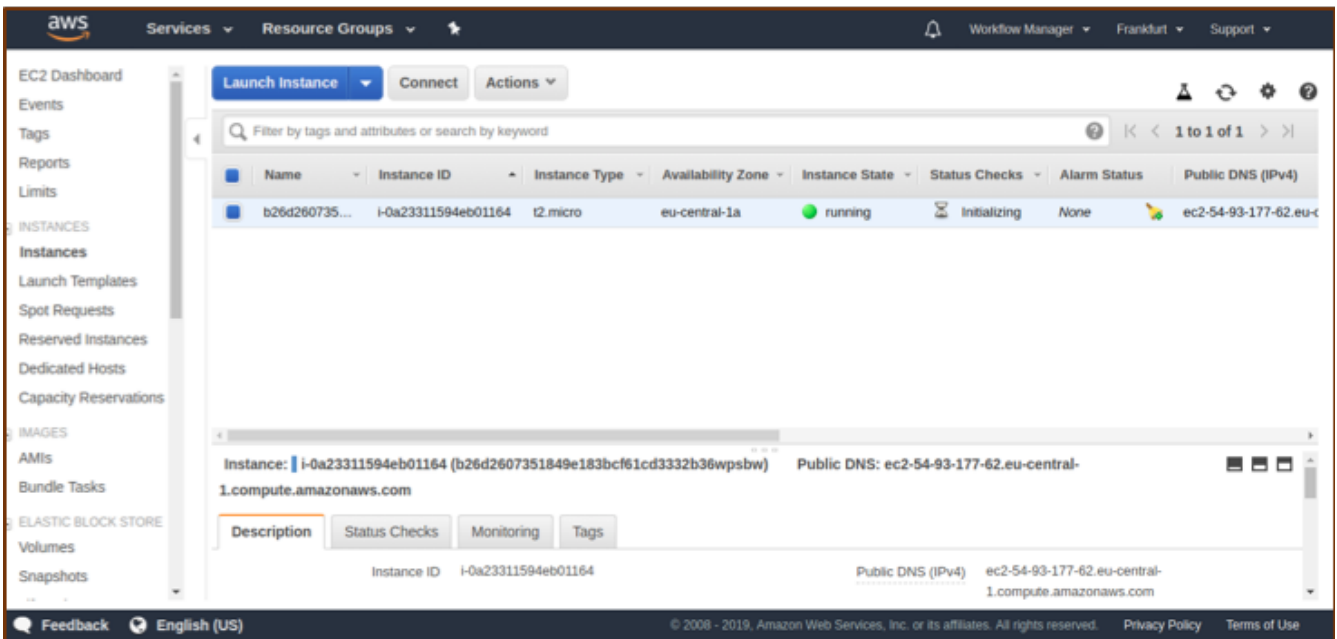 aws Services Resource Groups Workflow Manager Frankfurt Support
EC2 Dashboard
Events
Tags
Reports
Limits
INSTANCES
Instances
Launch Templates
Spot Requests
Reserved Instances
Dedicated Hosts
Capacity Reservations
IMAGES
AMIs
Bundle Tasks
ELASTIC BLOCK STORE
Volumes
Snapshots
Launch Instance Connect Actions
Filter by tags and attributes or search by keyword 1 to 1 of 1
Name Instance ID Instance Type Availability Zone Instance State Status Checks Alarm Status Public DNS (IPv4)
b26d260735... i-0a23311594eb01164 t2.micro eu-central-1a running Initializing None ec2-54-93-177-62.eu-c
Instance: i-0a23311594eb01164 (b26d2607351849e183bcf61cd3332b36wpsbw) Public DNS: ec2-54-93-177-62.eu-central-
1.compute.amazonaws.com
Description Status Checks Monitoring Tags
Instance ID i-0a23311594eb01164 Public DNS (IPv4) ec2-54-93-177-62.eu-central-
1.compute.amazonaws.com
Feedback English (US) © 2008 - 2019, Amazon Web Services, Inc. or its affiliates. All rights reserved. Privacy Policy Terms of Use